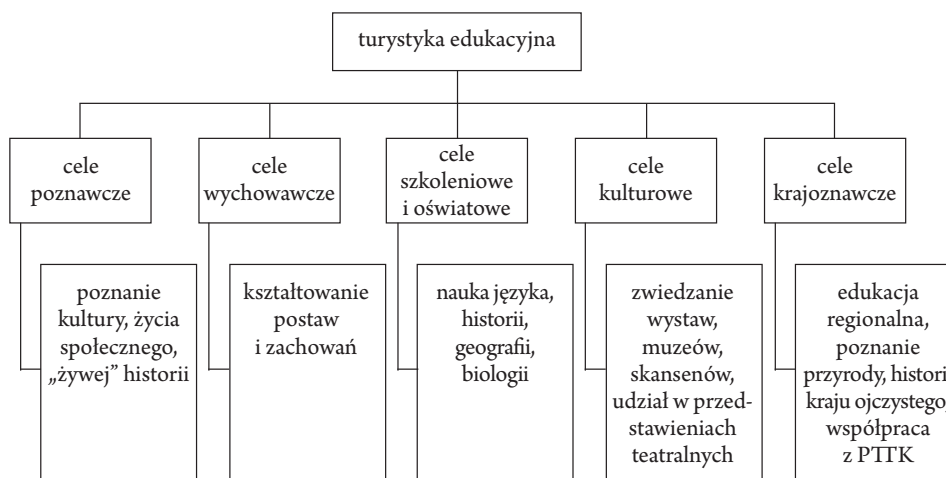 turystyka edukacyjna
cele
poznawcze
cele
wychowawcze
cele
szkoleniowe
i oświatowe
cele
kulturowe
cele
krajoznawcze
poznanie
kultury, życia
społecznego,
„żywej” historii
kształtowanie
postaw
i zachowań
nauka języka,
historii,
geografii,
biologii
zwiedzanie
wystaw,
muzeów,
skansenów,
udział w przed-
stawieniach
teatralnych
edukacja
regionalna,
poznanie
przyrody, histori
kraju ojczystego,
współpraca
z PTTK